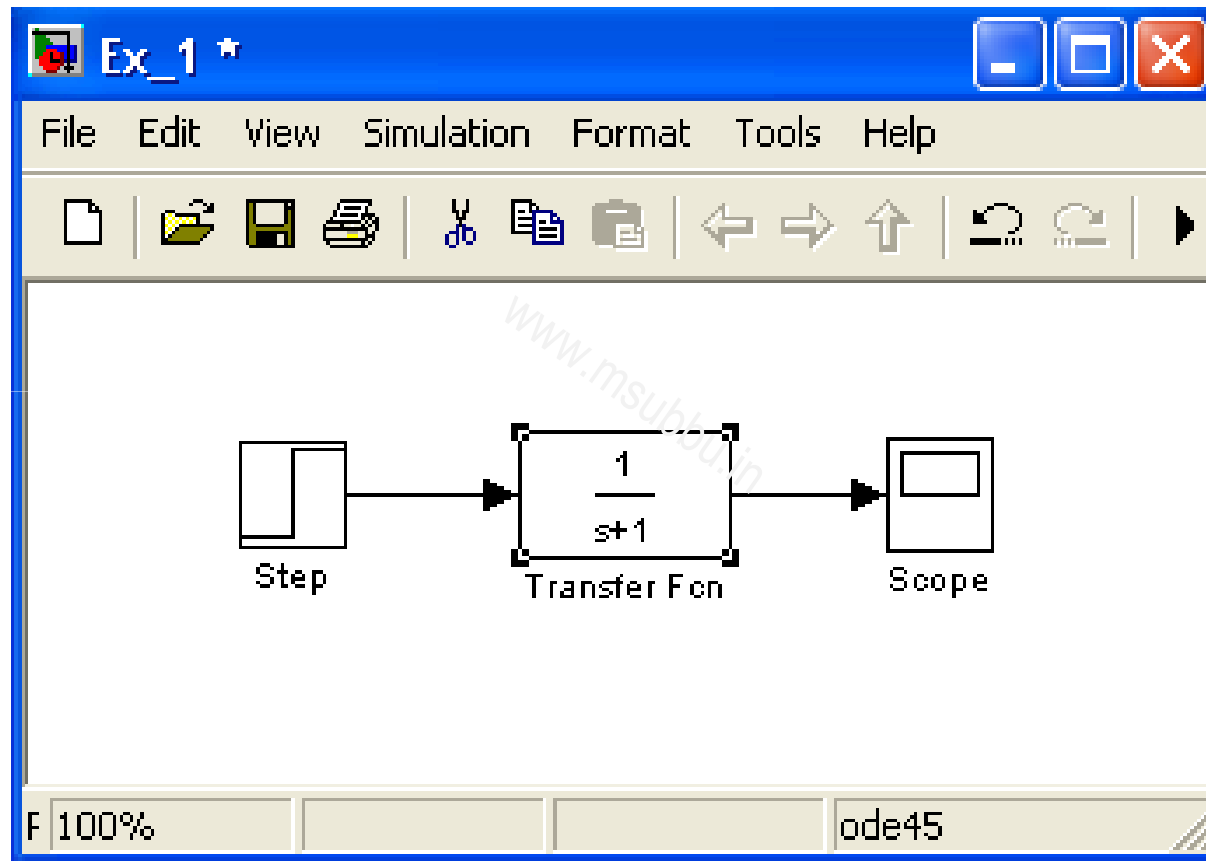 Ex_1 *
File Edit View Simulation Format Tools Help
www.msubbu.in
1
s+1
Step
Transfer Fcn
Scope
F 100%
ode45